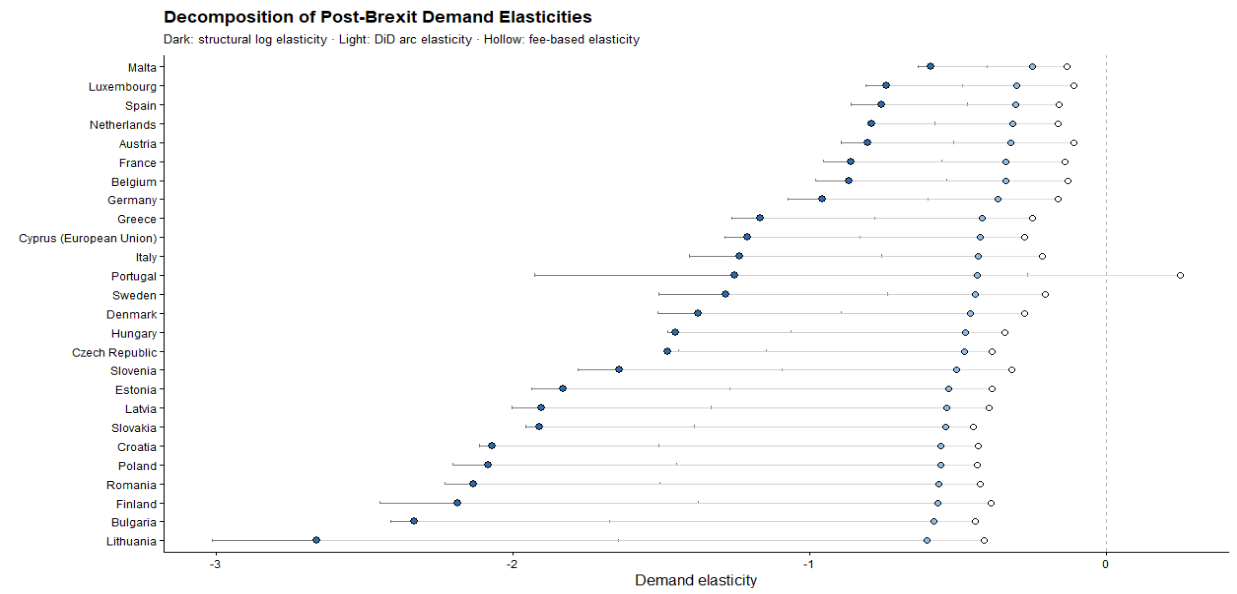 Decomposition of Post-Brexit Demand Elasticities
Dark: structural log elasticity · Light: DiD arc elasticity · Hollow: fee-based elasticity
Malta
Luxembourg
Spain
Netherlands
Austria
France
Belgium
Germany
Greece
Cyprus (European Union)
Italy
Portugal
Sweden
Denmark
Hungary
Czech Republic
Slovenia
Estonia
Latvia
Slovakia
Croatia
Poland
Romania
Finland
Bulgaria
Lithuania
-3 -2 -1 0
Demand elasticity